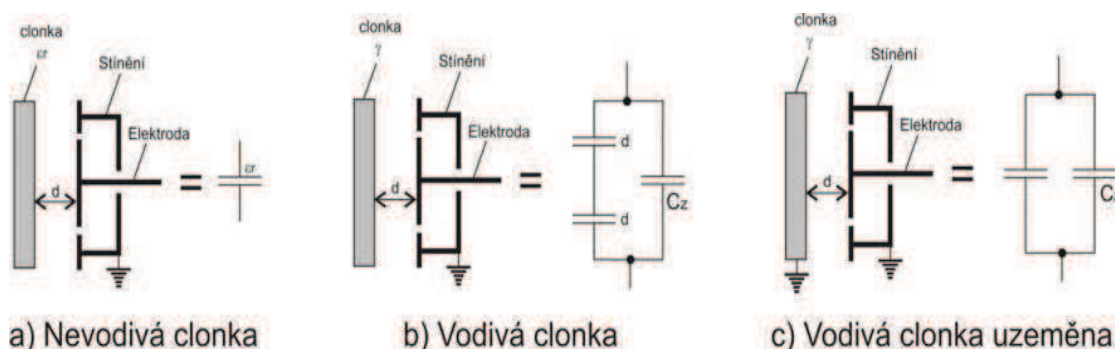 clonka
εr
Stínění
Elektroda
d
εr
a) Nevodivá clonka
clonka
γ
Stínění
Elektroda
d
d
d
Cz
b) Vodivá clonka
clonka
γ
Stínění
Elektroda
d
Cz
c) Vodivá clonka uzeměna